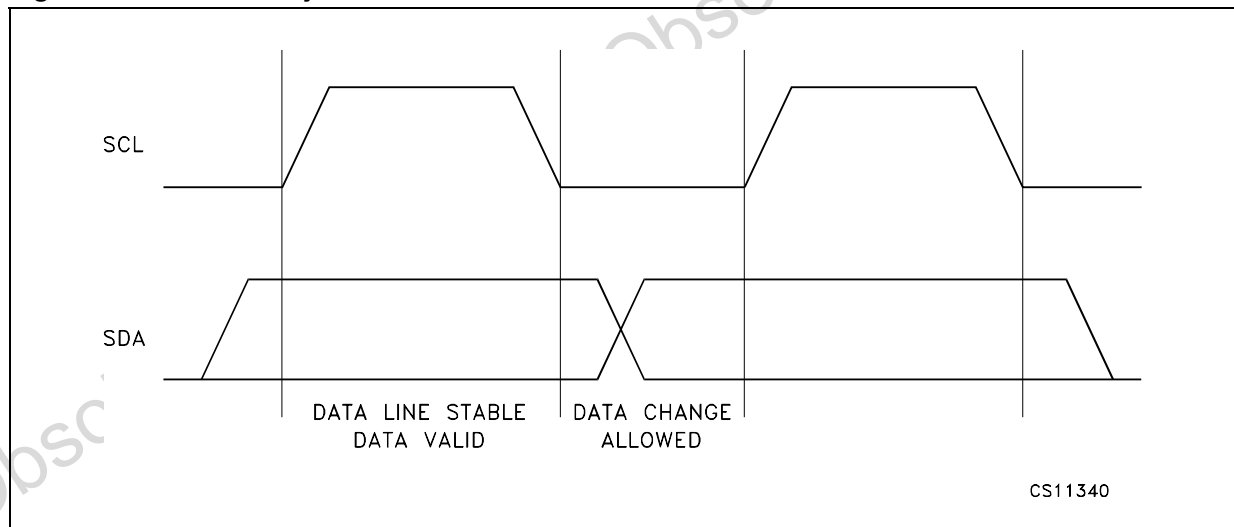 SCL
SDA
DATA LINE STABLE
DATA VALID
DATA CHANGE
ALLOWED
CS11340